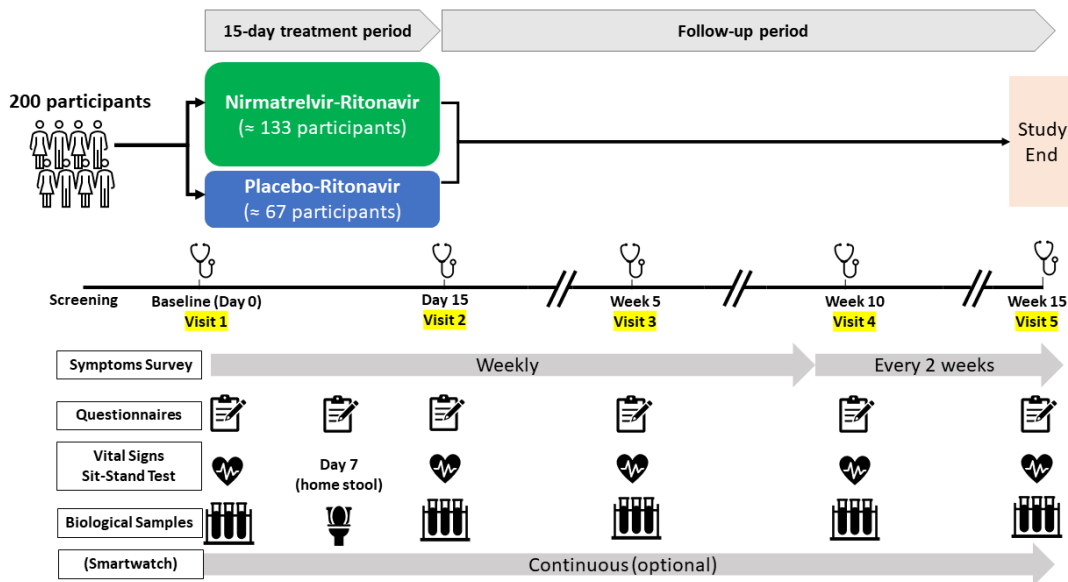 15-day treatment period
Follow-up period
200 participants
Nirmatrelvir-Ritonavir
(≈ 133 participants)
Placebo-Ritonavir
(≈ 67 participants)
Study
End
Screening
Baseline (Day 0)
Visit 1
Day 15
Visit 2
Week 5
Visit 3
Week 10
Visit 4
Week 15
Visit 5
Symptoms Survey
Weekly
Every 2 weeks
Questionnaires
Vital Signs
Sit-Stand Test
Day 7
(home stool)
Biological Samples
(Smartwatch)
Continuous (optional)